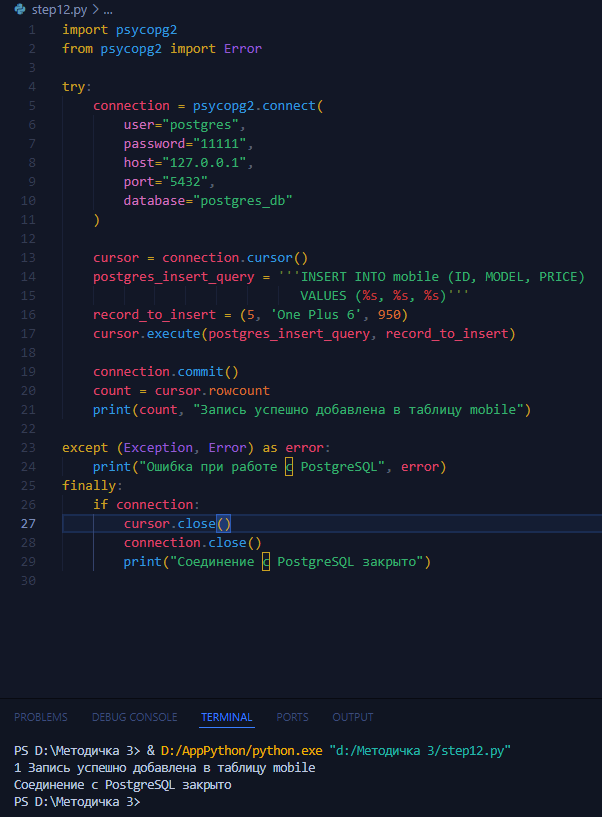 step12.py > ...
1 import psycopg2
2 from psycopg2 import Error
3
4 try:
5     connection = psycopg2.connect(
6         user="postgres",
7         password="11111",
8         host="127.0.0.1",
9         port="5432",
10         database="postgres_db"
11     )
12
13     cursor = connection.cursor()
14     postgres_insert_query = '''INSERT INTO mobile (ID, MODEL, PRICE)
15                                VALUES (%s, %s, %s)'''
16     record_to_insert = (5, 'One Plus 6', 950)
17     cursor.execute(postgres_insert_query, record_to_insert)
18
19     connection.commit()
20     count = cursor.rowcount
21     print(count, "Запись успешно добавлена в таблицу mobile")
22
23 except (Exception, Error) as error:
24     print("Ошибка при работе с PostgreSQL", error)
25 finally:
26     if connection:
27         cursor.close()
28         connection.close()
29         print("Соединение с PostgreSQL закрыто")
30
PROBLEMS DEBUG CONSOLE TERMINAL PORTS OUTPUT
PS D:\Методичка 3> & D:/AppPython/python.exe "d:/Методичка 3/step12.py"
1 Запись успешно добавлена в таблицу mobile
Соединение с PostgreSQL закрыто
PS D:\Методичка 3>